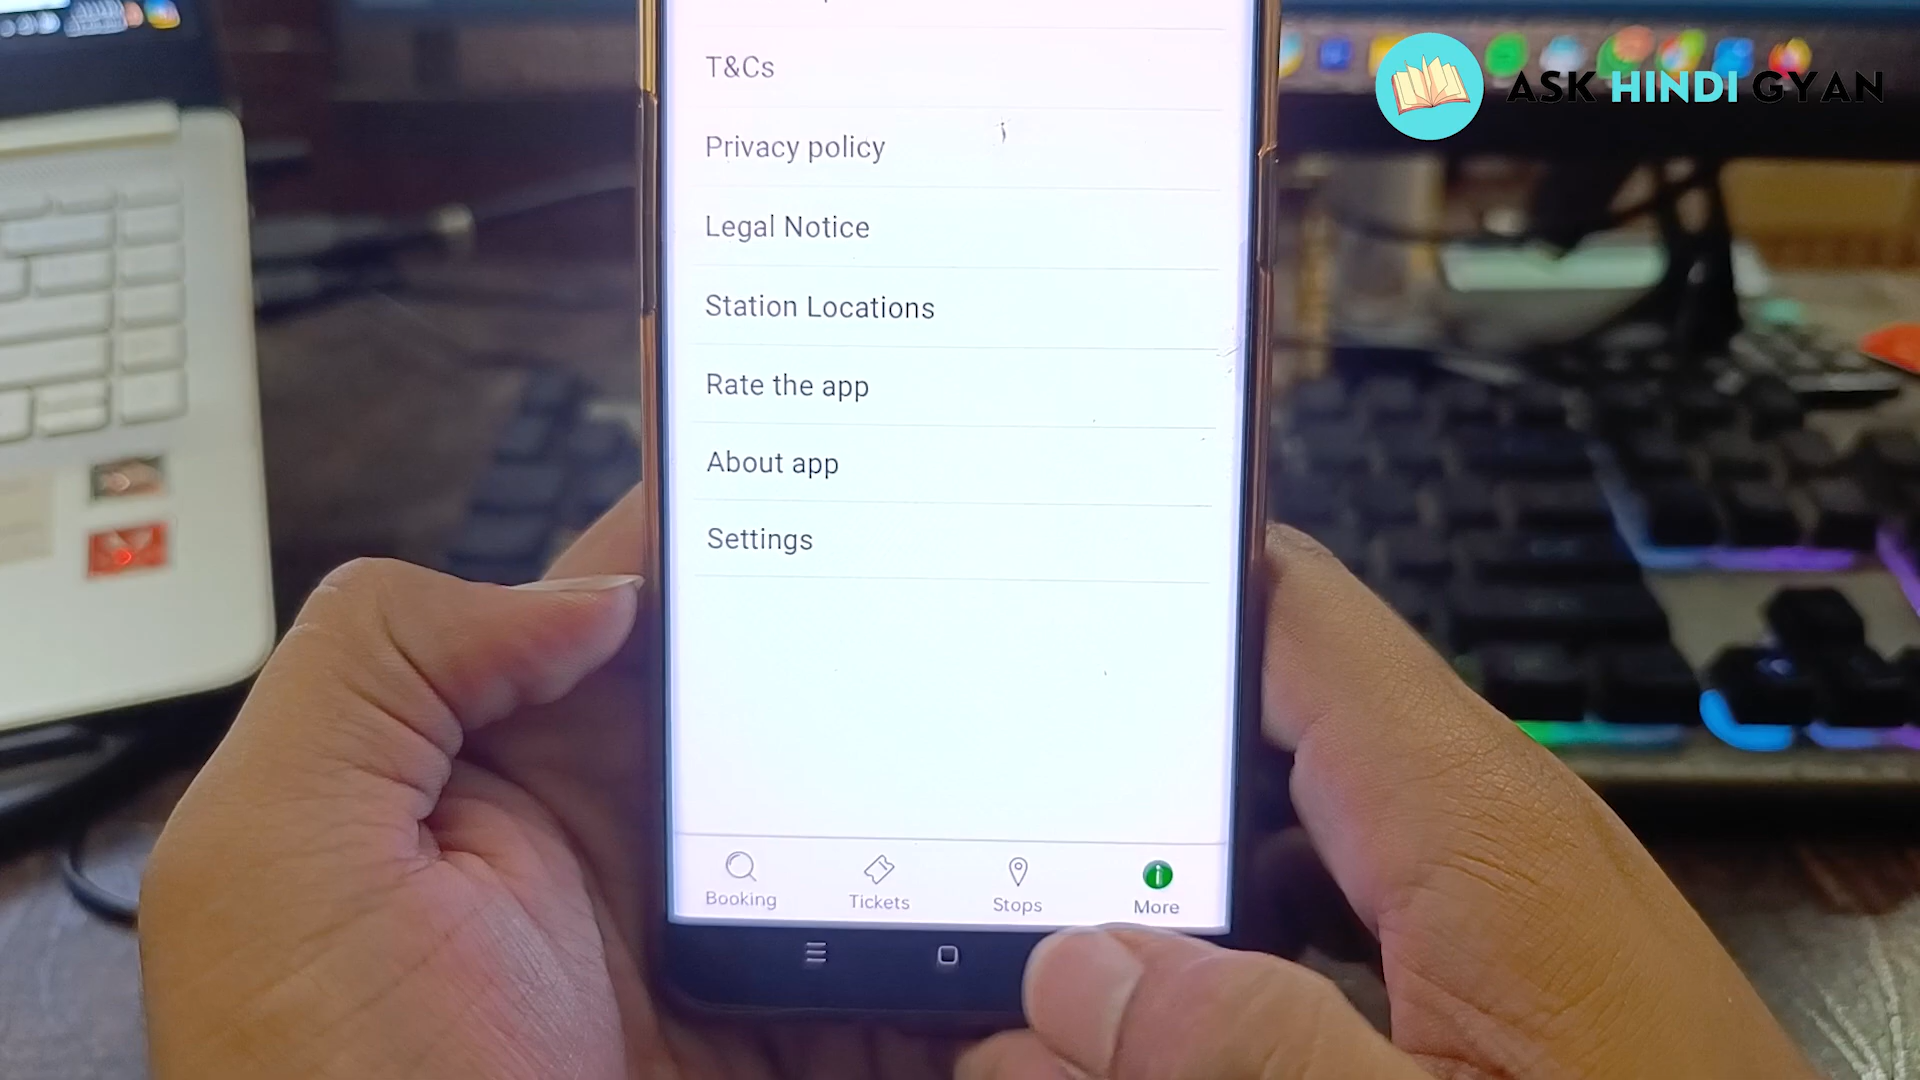 T&Cs
Privacy policy
Legal Notice
Station Locations
Rate the app
About app
Settings
Booking
Tickets
Stops
More
ASK HINDI GYAN